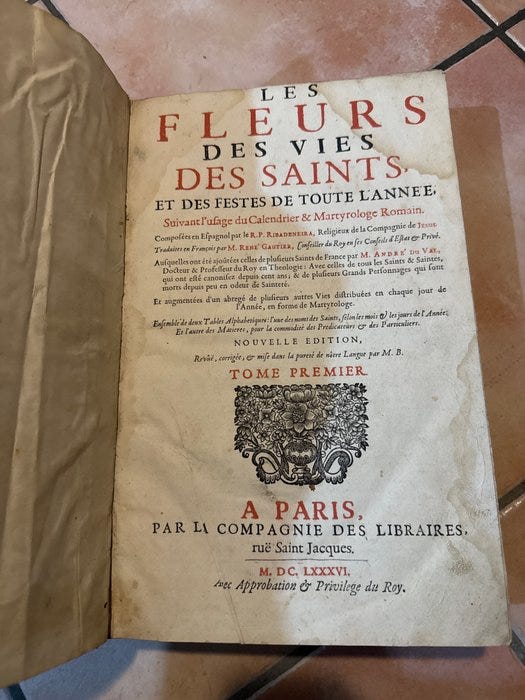 LES
FLEURS
DES VIES
DES SAINTS,
ET DES FESTES DE TOUTE L'ANNEE,
Suivant l'usage du Calendrier & Martyrologe Romain.
Composées en Espagnol par le R. P. RIBADENEIRA, Religieux de la Compagnie de JESUS.
Traduites en François par M. RENE' GAUTIER, Conseiller du Roy en ses Conseils d'Estat & Privé.
Ausquelles ont été ajoûtées celles de plusieurs Saints de France par M. ANDRE' DU VAL,
Docteur & Professeur du Roy en Theologie: Avec celles de tous les Saints & Saintes,
qui ont esté canonisez depuis cent ans; & de plusieurs Grands Personnages qui sont
morts depuis peu en odeur de Sainteté.
Et augmentées d'un abregé de plusieurs autres Vies distribuées en chaque jour de
l'Année, en forme de Martyrologe.
Ensemble de deux Tables Alphabetiques: l'une des noms des Saints, selon les mois & les jours de l'Année;
Et l'autre des Matieres, pour la commodité des Predicateurs & des Particuliers.
NOUVELLE EDITION,
Revûë, corrigée, & mise dans la pureté de nôtre Langue par M. B.
TOME PREMIER.
A PARIS,
PAR LA COMPAGNIE DES LIBRAIRES,
ruë Saint Jacques.
M. DC. LXXXVI.
Avec Approbation & Privilege du Roy.